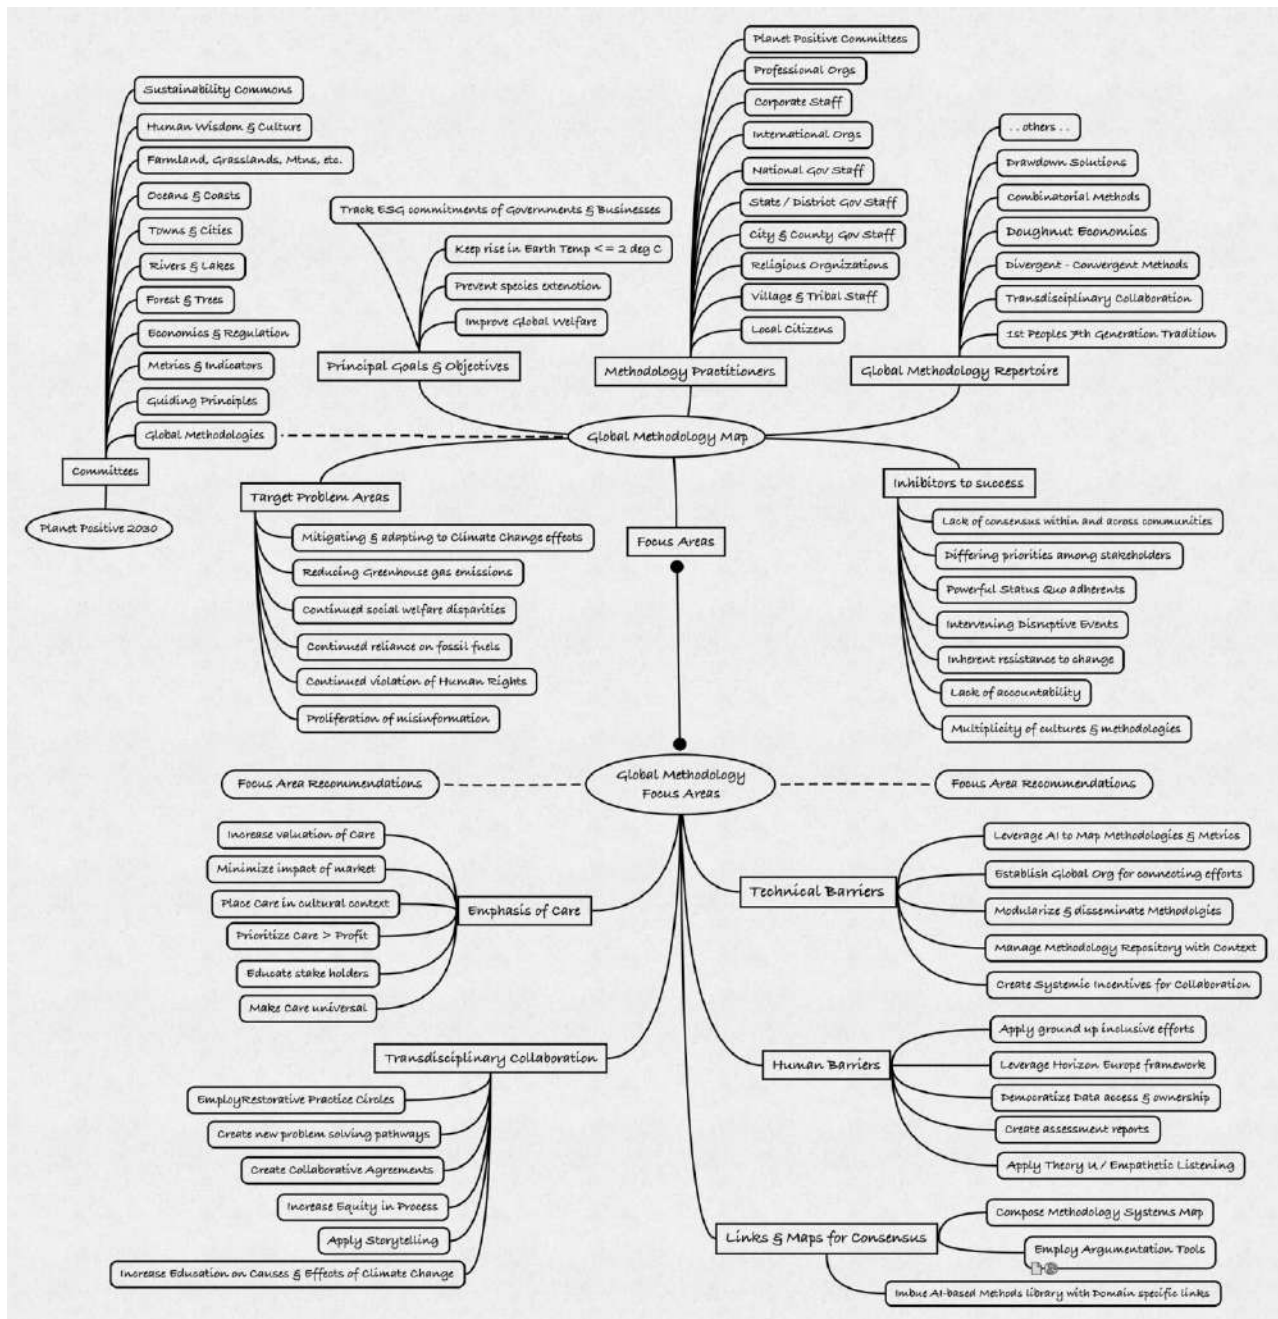 Planet Positive Committees
Professional Orgs
Corporate Staff
International Orgs
National Gov Staff
State / District Gov Staff
City & County Gov Staff
Religious Orgnizations
Village & Tribal Staff
Local Citizens
Methodology Practitioners
Sustainability Commons
Human Wisdom & Culture
Farmland, Grasslands, Mtns, etc.
Oceans & Coasts
Towns & Cities
Rivers & Lakes
Forest & Trees
Economics & Regulation
Metrics & Indicators
Guiding Principles
Global Methodologies
Committees
Planet Positive 2030
Track ESG commitments of Governments & Businesses
Keep rise in Earth Temp <= 2 deg C
Prevent species extenction
Improve Global Welfare
Principal Goals & Objectives
. . others . .
Drawdown Solutions
Combinatorial Methods
Doughnut Economics
Divergent - Convergent Methods
Transdisciplinary Collaboration
1st Peoples 7th Generation Tradition
Global Methodology Repertoire
Global Methodology Map
Target Problem Areas
Mitigating & adapting to Climate Change effects
Reducing Greenhouse gas emissions
Continued social welfare disparities
Continued reliance on fossil fuels
Continued violation of Human Rights
Proliferation of misinformation
Focus Areas
Inhibitors to success
Lack of consensus within and across communities
Differing priorities among stakeholders
Powerful Status Quo adherents
Intervening Disruptive Events
Inherent resistance to change
Lack of accountability
Multiplicity of cultures & methodologies
Focus Area Recommendations
Global Methodology
Focus Areas
Focus Area Recommendations
Increase valuation of Care
Minimize impact of market
Place Care in cultural context
Prioritize Care > Profit
Educate stake holders
Make Care universal
Emphasis of Care
Technical Barriers
Leverage AI to Map Methodologies & Metrics
Establish Global Org for connecting efforts
Modularize & disseminate Methodolgies
Manage Methodology Repository with Context
Create Systemic Incentives for Collaboration
Transdisciplinary Collaboration
EmployRestorative Practice Circles
Create new problem solving pathways
Create Collaborative Agreements
Increase Equity in Process
Apply Storytelling
Increase Education on Causes & Effects of Climate Change
Human Barriers
Apply ground up inclusive efforts
Leverage Horizon Europe framework
Democratize Data access & ownership
Create assessment reports
Apply Theory U / Empathetic Listening
Links & Maps for Consensus
Compose Methodology Systems Map
Employ Argumentation Tools
Imbue AI-based Methods library with Domain specific links